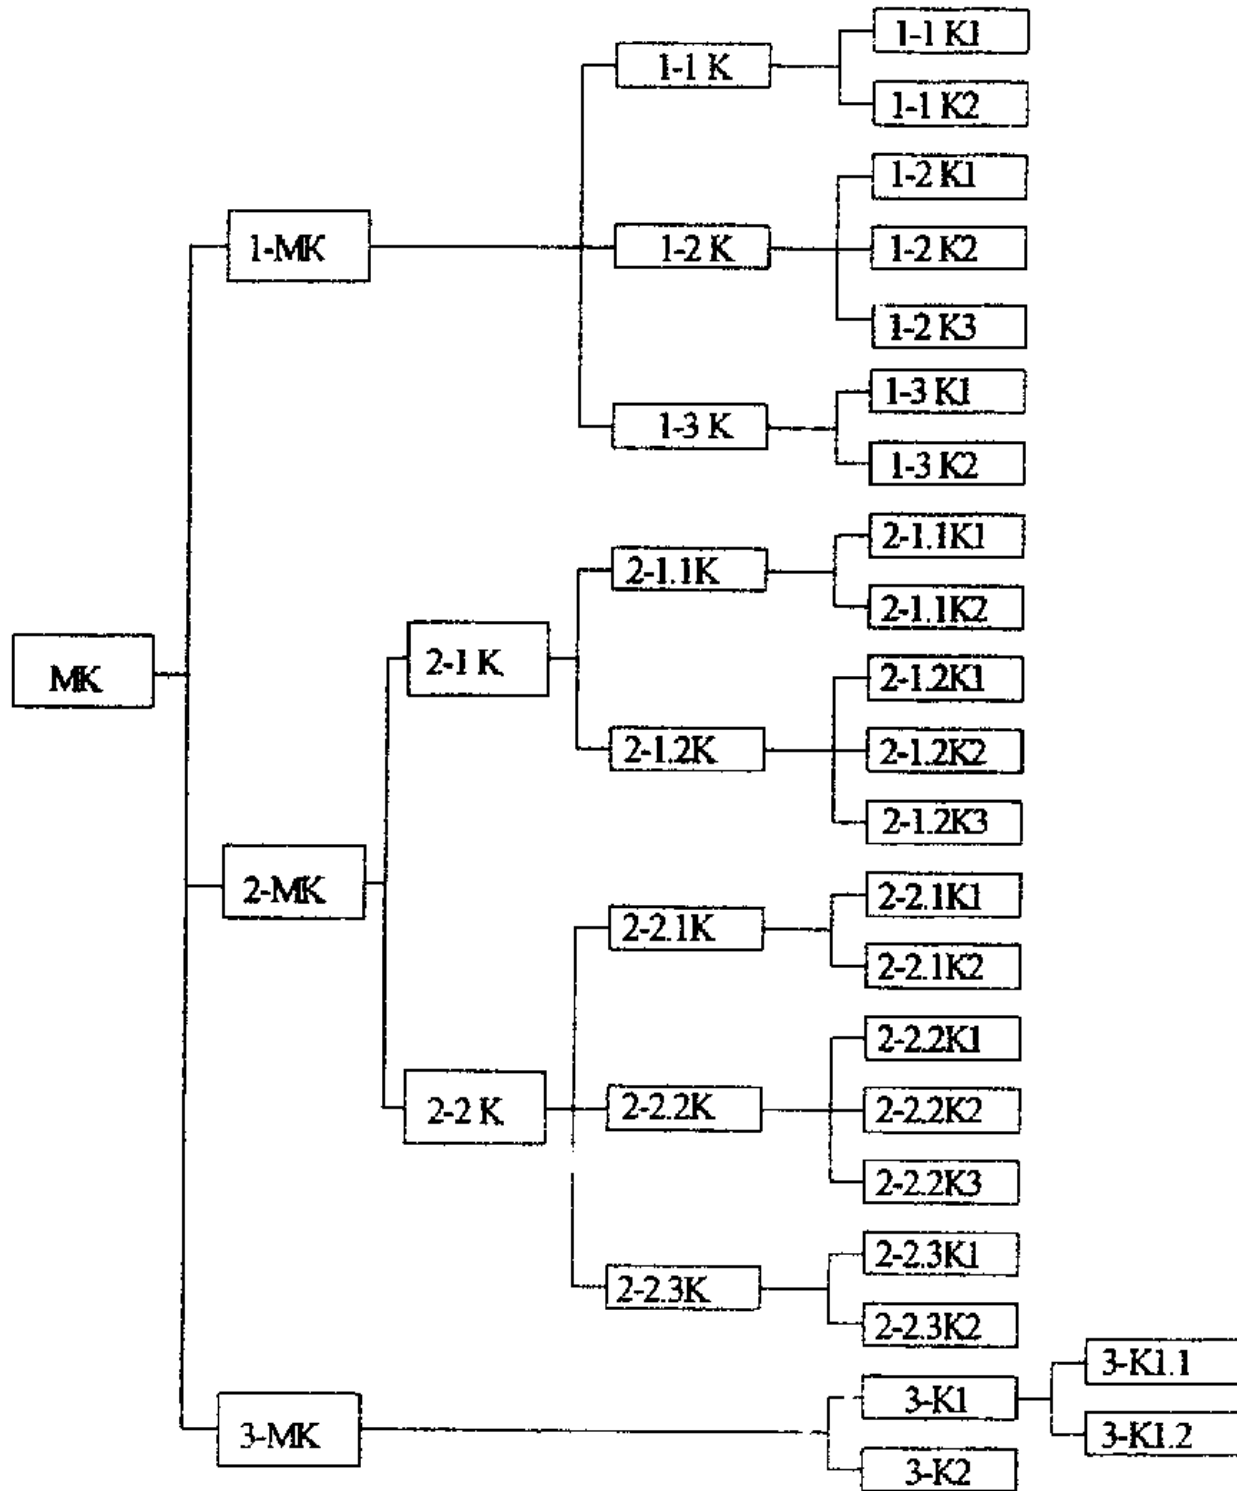 MK
1-MK
1-1 K
1-1 K1
1-1 K2
1-2 K
1-2 K1
1-2 K2
1-2 K3
1-3 K
1-3 K1
1-3 K2
2-MK
2-1 K
2-1.1K
2-1.1K1
2-1.1K2
2-1.2K
2-1.2K1
2-1.2K2
2-1.2K3
2-2 K
2-2.1K
2-2.1K1
2-2.1K2
2-2.2K
2-2.2K1
2-2.2K2
2-2.2K3
2-2.3K
2-2.3K1
2-2.3K2
3-MK
3-K1
3-K1.1
3-K1.2
3-K2